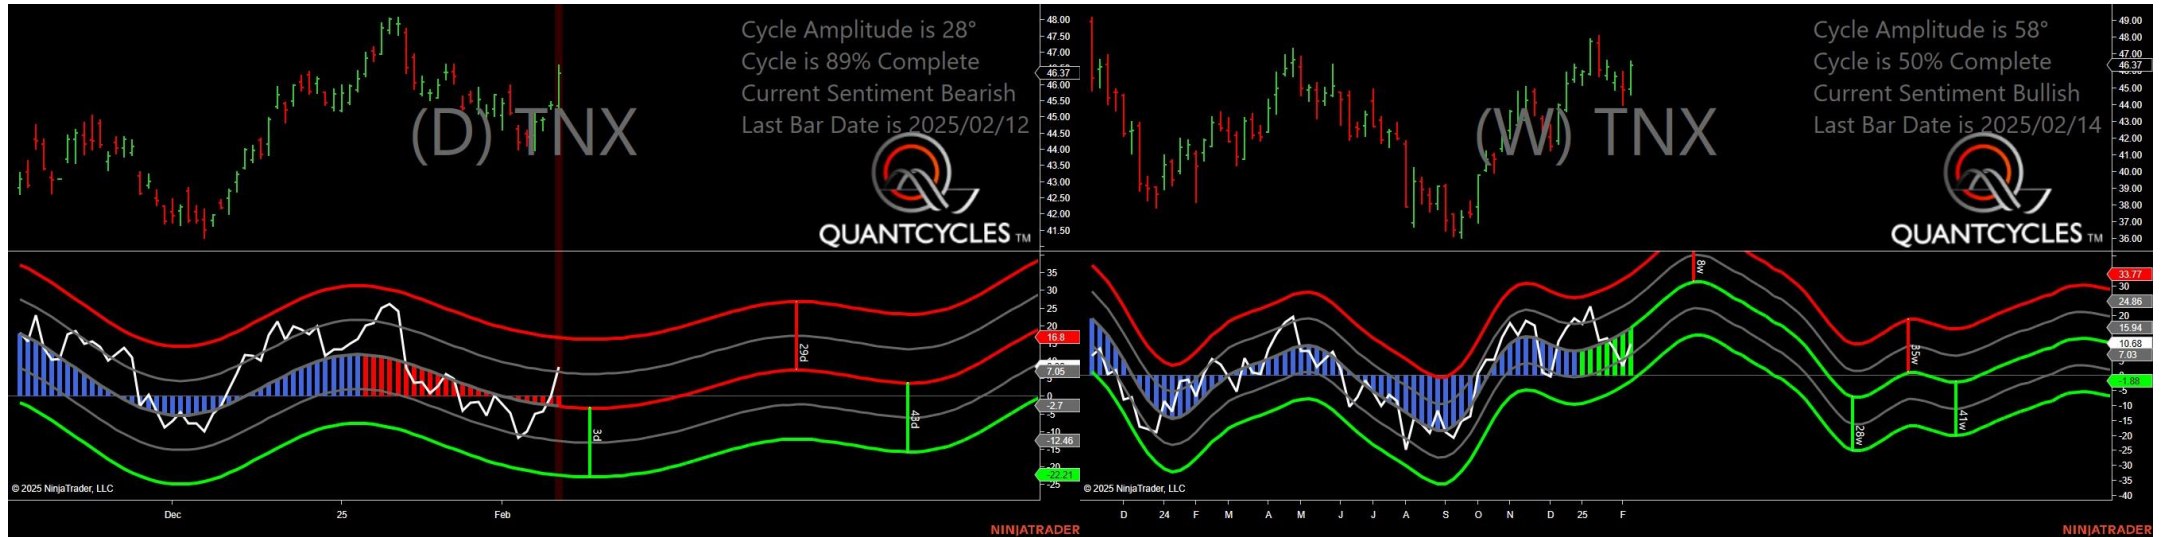 Cycle Amplitude is 28°
Cycle is 89% Complete
Current Sentiment Bearish
Last Bar Date is 2025/02/12
(D) TNX
QUANTCYCLES TM
48.00
47.50
47.00
46.37
46.00
45.50
45.00
44.50
44.00
43.50
43.00
42.50
42.00
41.50
35
30
25
20
16.8
15
7.05
5
0
-2.7
-5
-10
-12.46
-15
-20
-22.21
-25
29d
3d
43d
© 2025 NinjaTrader, LLC
Dec
25
Feb
NINJATRADER
Cycle Amplitude is 58°
Cycle is 50% Complete
Current Sentiment Bullish
Last Bar Date is 2025/02/14
(W) TNX
QUANTCYCLES TM
49.00
48.00
47.00
46.37
45.00
44.00
43.00
42.00
41.00
40.00
39.00
38.00
37.00
36.00
33.77
30
24.86
20
15.94
10.68
7.03
-1.88
-5
-10
-15
-20
-25
-30
-35
-40
8w
35w
28w
41w
© 2025 NinjaTrader, LLC
D 24 F M A M J J A S O N D 25 F
NINJATRADER